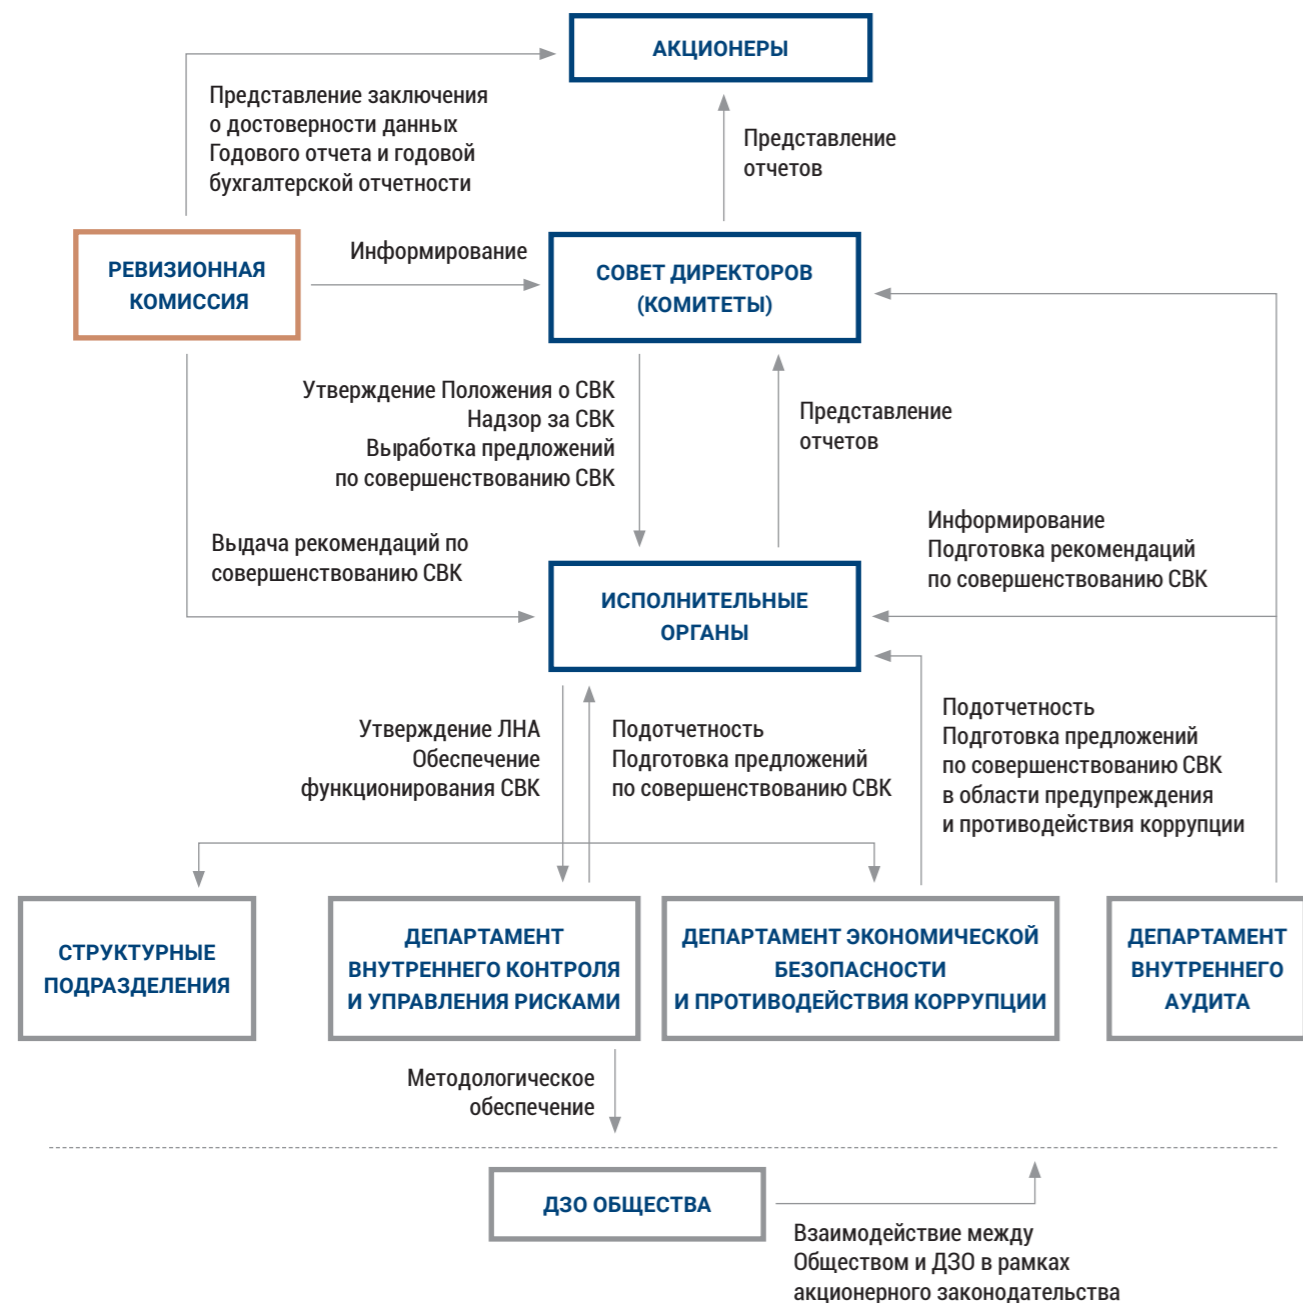 АКЦИОНЕРЫ
Представление заключения
о достоверности данных
Годового отчета и годовой
бухгалтерской отчетности
Представление
отчетов
РЕВИЗИОННАЯ
КОМИССИЯ
Информирование
СОВЕТ ДИРЕКТОРОВ
(КОМИТЕТЫ)
Утверждение Положения о СВК
Надзор за СВК
Выработка предложений
по совершенствованию СВК
Представление
отчетов
Выдача рекомендаций по
совершенствованию СВК
Информирование
Подготовка рекомендаций
по совершенствованию СВК
ИСПОЛНИТЕЛЬНЫЕ
ОРГАНЫ
Утверждение ЛНА
Обеспечение
функционирования СВК
Подотчетность
Подготовка предложений
по совершенствованию СВК
Подотчетность
Подготовка предложений
по совершенствованию СВК
в области предупреждения
и противодействия коррупции
СТРУКТУРНЫЕ
ПОДРАЗДЕЛЕНИЯ
ДЕПАРТАМЕНТ
ВНУТРЕННЕГО КОНТРОЛЯ
И УПРАВЛЕНИЯ РИСКАМИ
ДЕПАРТАМЕНТ ЭКОНОМИЧЕСКОЙ
БЕЗОПАСНОСТИ
И ПРОТИВОДЕЙСТВИЯ КОРРУПЦИИ
ДЕПАРТАМЕНТ
ВНУТРЕННЕГО
АУДИТА
Методологическое
обеспечение
ДЗО ОБЩЕСТВА
Взаимодействие между
Обществом и ДЗО в рамках
акционерного законодательства